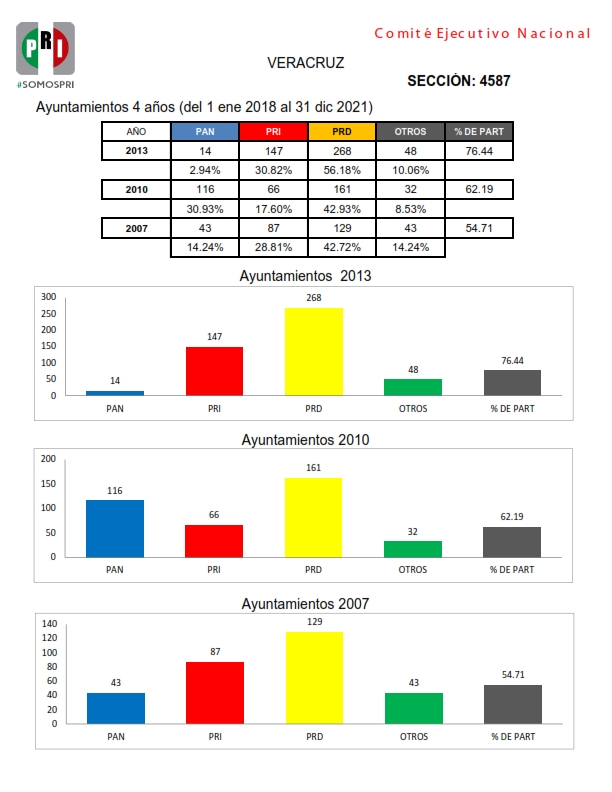 Comité Ejecutivo Nacional
PRI
#SOMOSPRI
VERACRUZ
SECCIÓN: 4587
Ayuntamientos 4 años (del 1 ene 2018 al 31 dic 2021)
AÑO PAN PRI PRD OTROS % DE PART
2013 14 147 268 48 76.44
2.94% 30.82% 56.18% 10.06%
2010 116 66 161 32 62.19
30.93% 17.60% 42.93% 8.53%
2007 43 87 129 43 54.71
14.24% 28.81% 42.72% 14.24%
Ayuntamientos 2013
300
250
200
150
100
50
0
14 147 268 48 76.44
PAN PRI PRD OTROS % DE PART
Ayuntamientos 2010
200
150
100
50
0
116 66 161 32 62.19
PAN PRI PRD OTROS % DE PART
Ayuntamientos 2007
140
120
100
80
60
40
20
0
43 87 129 43 54.71
PAN PRI PRD OTROS % DE PART